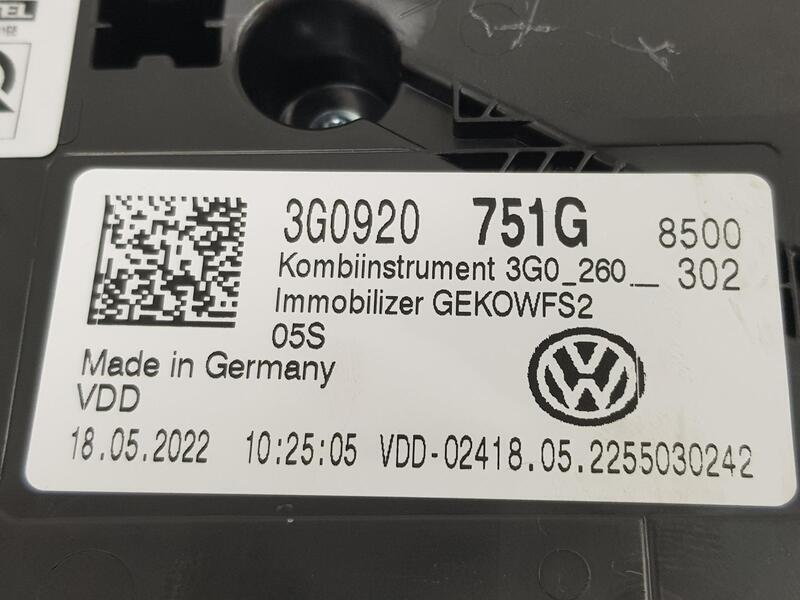 3G0920 751G 8500
Kombiinstrument 3G0_260__ 302
Immobilizer GEKOWFS2
05S
Made in Germany
VDD
18.05.2022 10:25:05 VDD-02418.05.2255030242